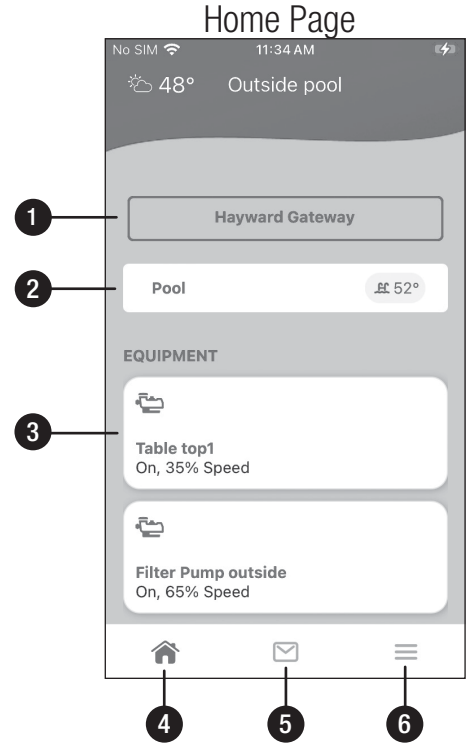 Home Page
No SIM 11:34 AM
48° Outside pool
1 Hayward Gateway
2 Pool 52°
EQUIPMENT
3 Table top1
On, 35% Speed
Filter Pump outside
On, 65% Speed
4 5 6